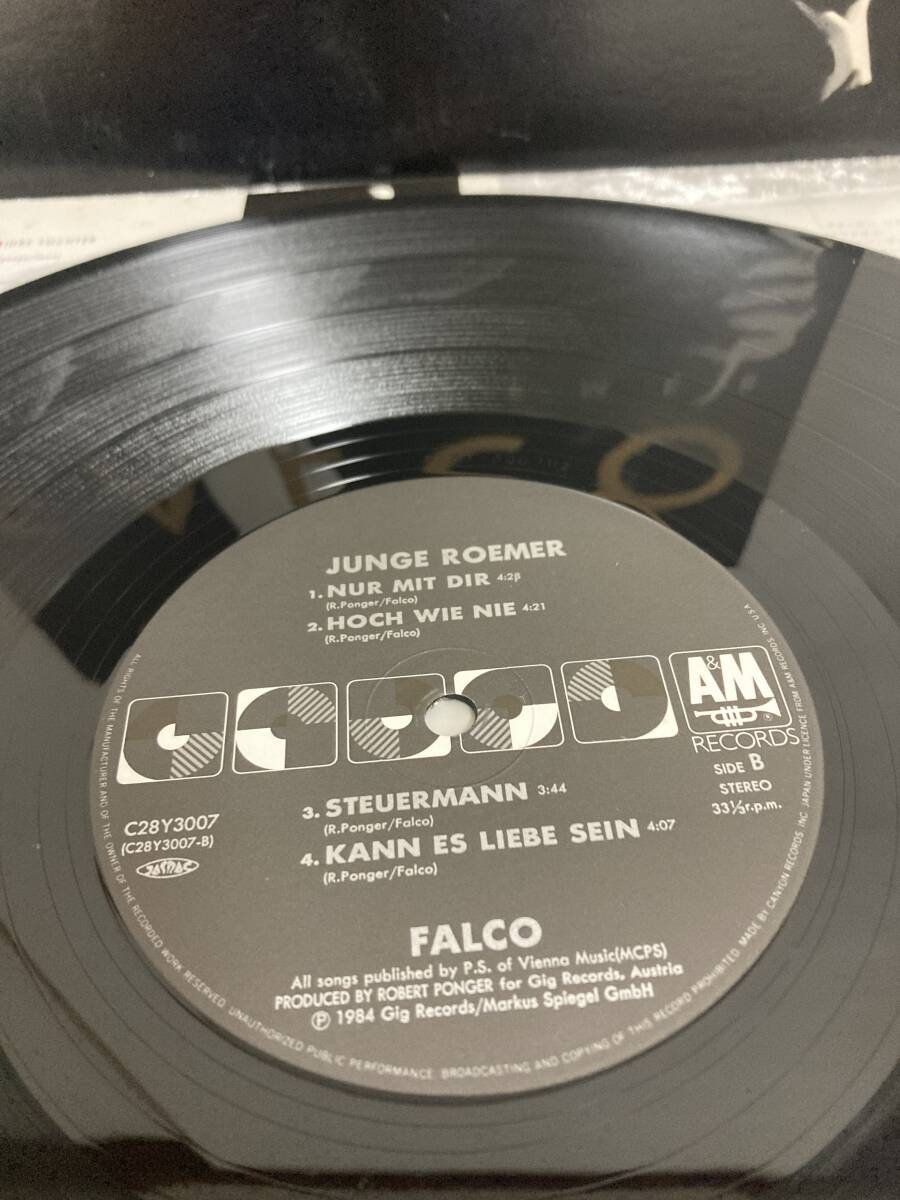 JUNGE ROEMER
1. NUR MIT DIR 4:28
(R.Ponger/Falco)
2. HOCH WIE NIE 4:21
(R.Ponger/Falco)
A&M
RECORDS
SIDE B
STEREO
33⅓r.p.m.
3. STEUERMANN 3:44
(R.Ponger/Falco)
4. KANN ES LIEBE SEIN 4:07
(R.Ponger/Falco)
C28Y3007
(C28Y3007-B)
JASRAC
FALCO
All songs published by P.S. of Vienna Music(MCPS)
PRODUCED BY ROBERT PONGER for Gig Records, Austria
Ⓟ 1984 Gig Records/Markus Spiegel GmbH
ALL RIGHTS OF THE MANUFACTURER AND OF THE OWNER OF THE RECORDED WORK RESERVED. UNAUTHORIZED PUBLIC PERFORMANCE. BROADCASTING AND COPYING OF THIS RECORD PROHIBITED. MADE BY CANYON RECORDS, INC. JAPAN UNDER LICENCE FROM A&M RECORDS INC. USA